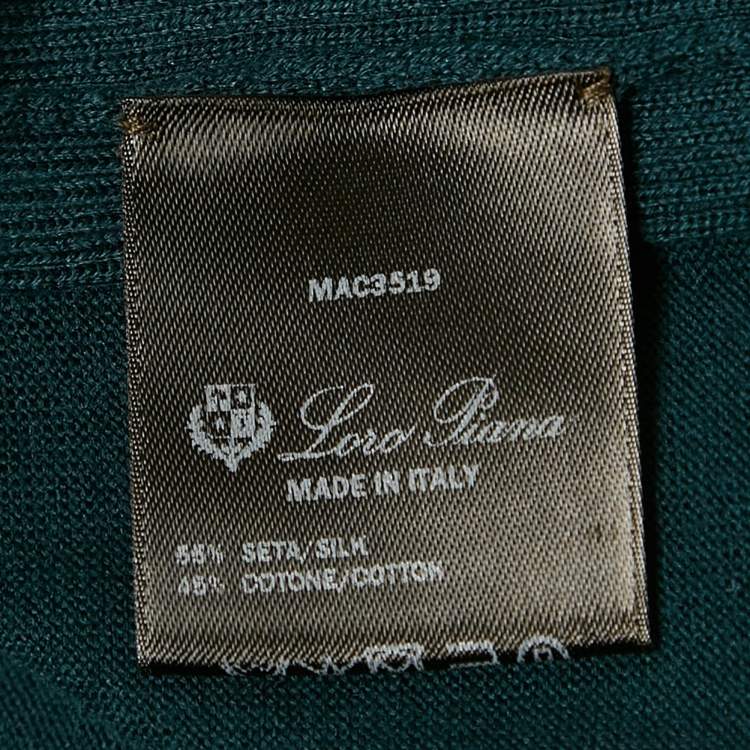 MAC3519
Loro Piana
MADE IN ITALY
55% SETA/SILK
45% COTONE/COTTON